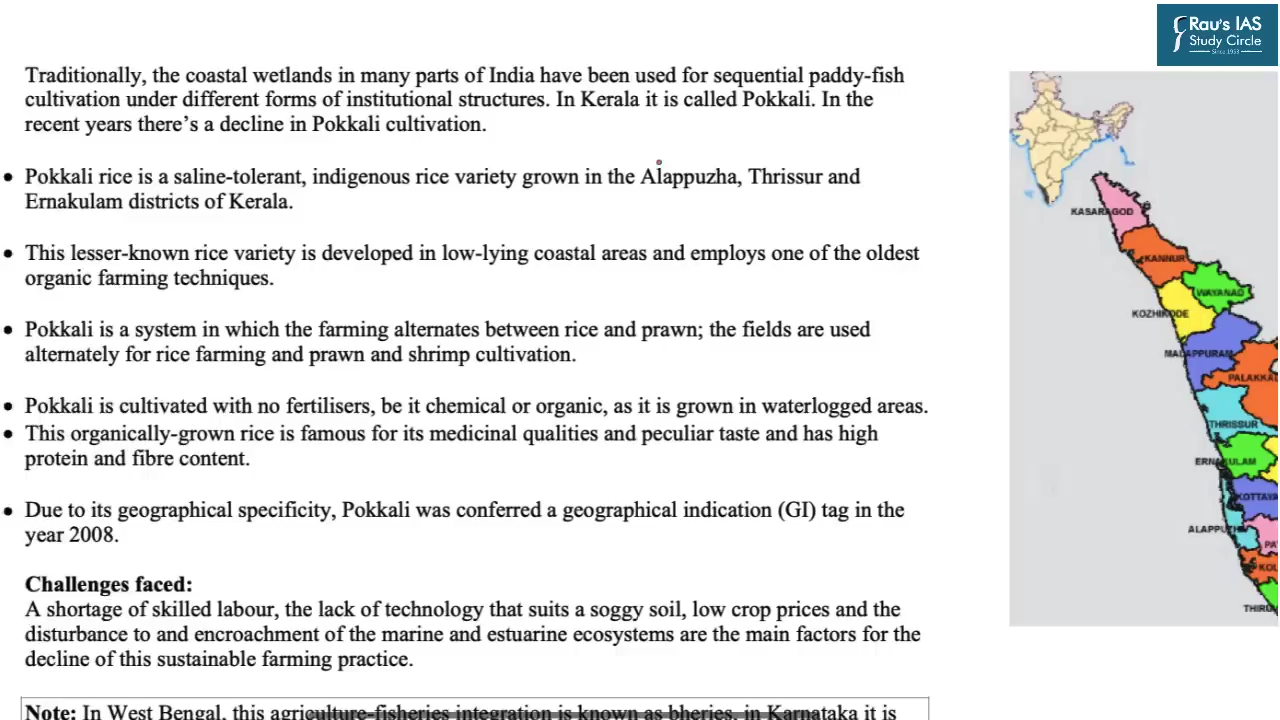 Rau's IAS
Study Circle
Since 1953
Traditionally, the coastal wetlands in many parts of India have been used for sequential paddy-fish
cultivation under different forms of institutional structures. In Kerala it is called Pokkali. In the
recent years there's a decline in Pokkali cultivation.
• Pokkali rice is a saline-tolerant, indigenous rice variety grown in the Alappuzha, Thrissur and
Ernakulam districts of Kerala.
• This lesser-known rice variety is developed in low-lying coastal areas and employs one of the oldest
organic farming techniques.
• Pokkali is a system in which the farming alternates between rice and prawn; the fields are used
alternately for rice farming and prawn and shrimp cultivation.
• Pokkali is cultivated with no fertilisers, be it chemical or organic, as it is grown in waterlogged areas.
• This organically-grown rice is famous for its medicinal qualities and peculiar taste and has high
protein and fibre content.
• Due to its geographical specificity, Pokkali was conferred a geographical indication (GI) tag in the
year 2008.
Challenges faced:
A shortage of skilled labour, the lack of technology that suits a soggy soil, low crop prices and the
disturbance to and encroachment of the marine and estuarine ecosystems are the main factors for the
decline of this sustainable farming practice.
Note: In West Bengal, this agriculture-fisheries integration is known as bheries, in Karnataka it is
KASARAGOD
KANNUR
WAYANAD
KOZHIKODE
MALAPPURAM
PALAKKA
THRISSUR
ERNAKULAM
KOTTAYA
ALAPPUZHA
PA
KOL
THIRU